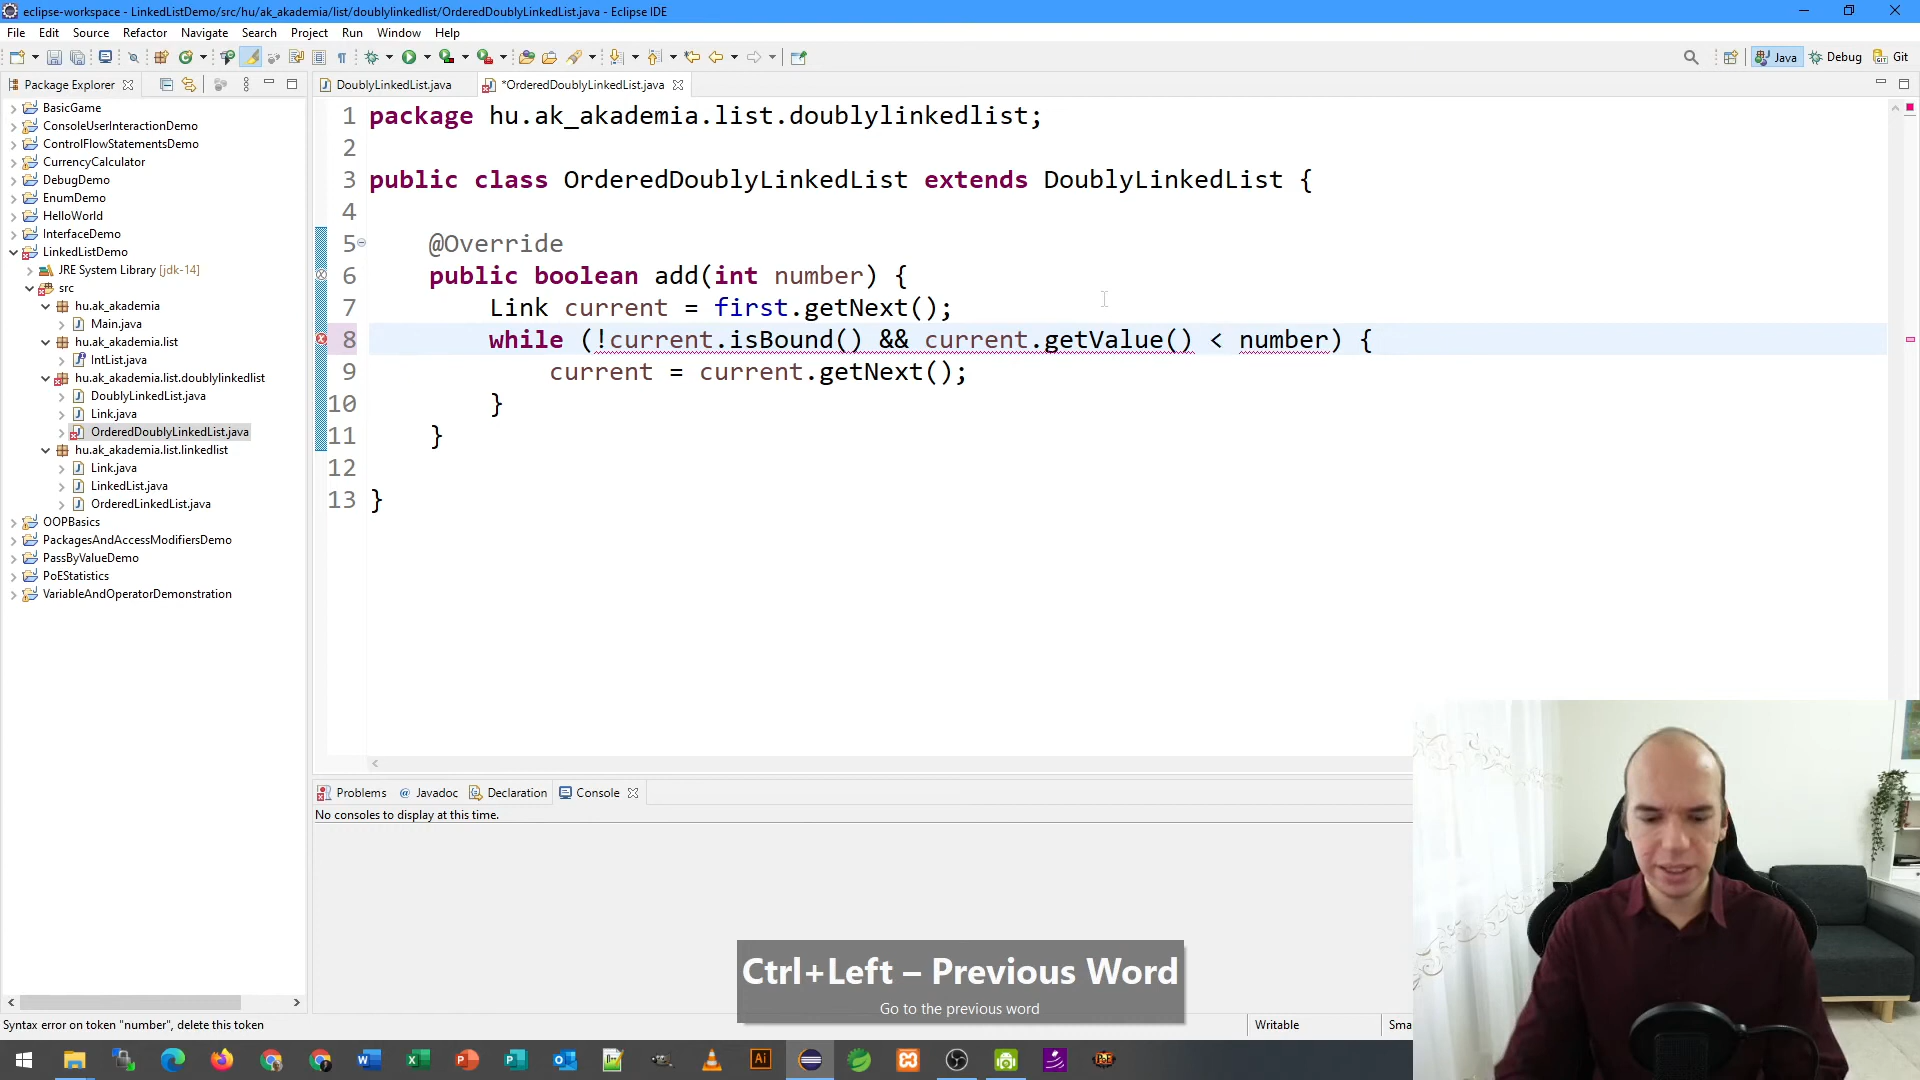 eclipse-workspace - LinkedListDemo/src/hu/ak_akademia/list/doublylinkedlist/OrderedDoublyLinkedList.java - Eclipse IDE
File Edit Source Refactor Navigate Search Project Run Window Help
Java Debug Git
Package Explorer
DoublyLinkedList.java *OrderedDoublyLinkedList.java
BasicGame
ConsoleUserInteractionDemo
ControlFlowStatementsDemo
CurrencyCalculator
DebugDemo
EnumDemo
HelloWorld
InterfaceDemo
LinkedListDemo
JRE System Library [jdk-14]
src
hu.ak_akademia
Main.java
hu.ak_akademia.list
IntList.java
hu.ak_akademia.list.doublylinkedlist
DoublyLinkedList.java
Link.java
OrderedDoublyLinkedList.java
hu.ak_akademia.list.linkedlist
Link.java
LinkedList.java
OrderedLinkedList.java
OOPBasics
PackagesAndAccessModifiersDemo
PassByValueDemo
PoEStatistics
VariableAndOperatorDemonstration
1 package hu.ak_akademia.list.doublylinkedlist;
2
3 public class OrderedDoublyLinkedList extends DoublyLinkedList {
4
5 @Override
6 public boolean add(int number) {
7 Link current = first.getNext();
8 while (!current.isBound() && current.getValue() < number) {
9 current = current.getNext();
10 }
11 }
12
13 }
Problems Javadoc Declaration Console
No consoles to display at this time.
Ctrl+Left – Previous Word
Go to the previous word
Syntax error on token "number", delete this token
Writable
Sma